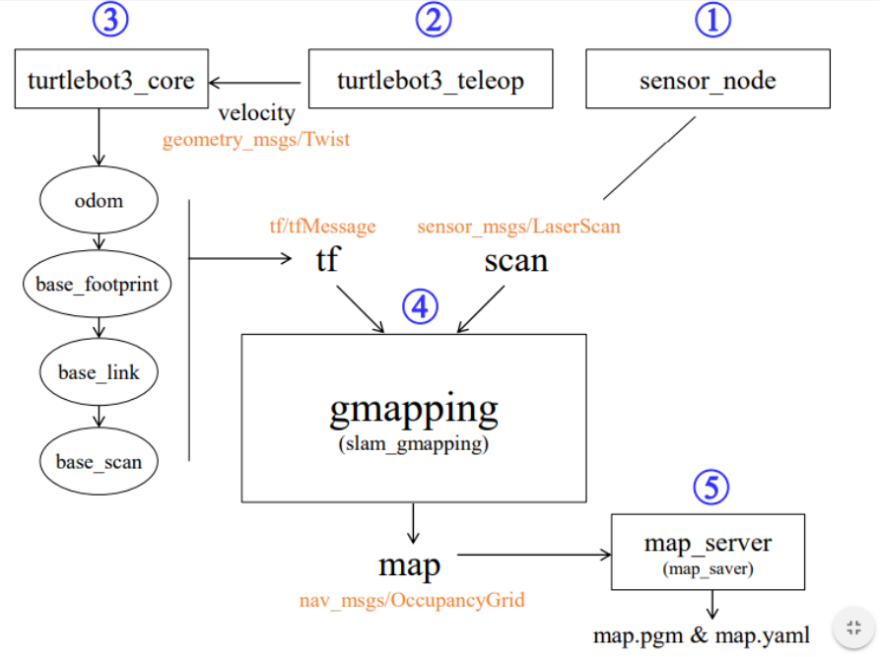 ③
②
①
turtlebot3_core
turtlebot3_teleop
sensor_node
velocity
geometry_msgs/Twist
odom
tf/tfMessage
sensor_msgs/LaserScan
tf
scan
base_footprint
④
base_link
gmapping
(slam_gmapping)
base_scan
⑤
map_server
(map_saver)
map
nav_msgs/OccupancyGrid
map.pgm & map.yaml